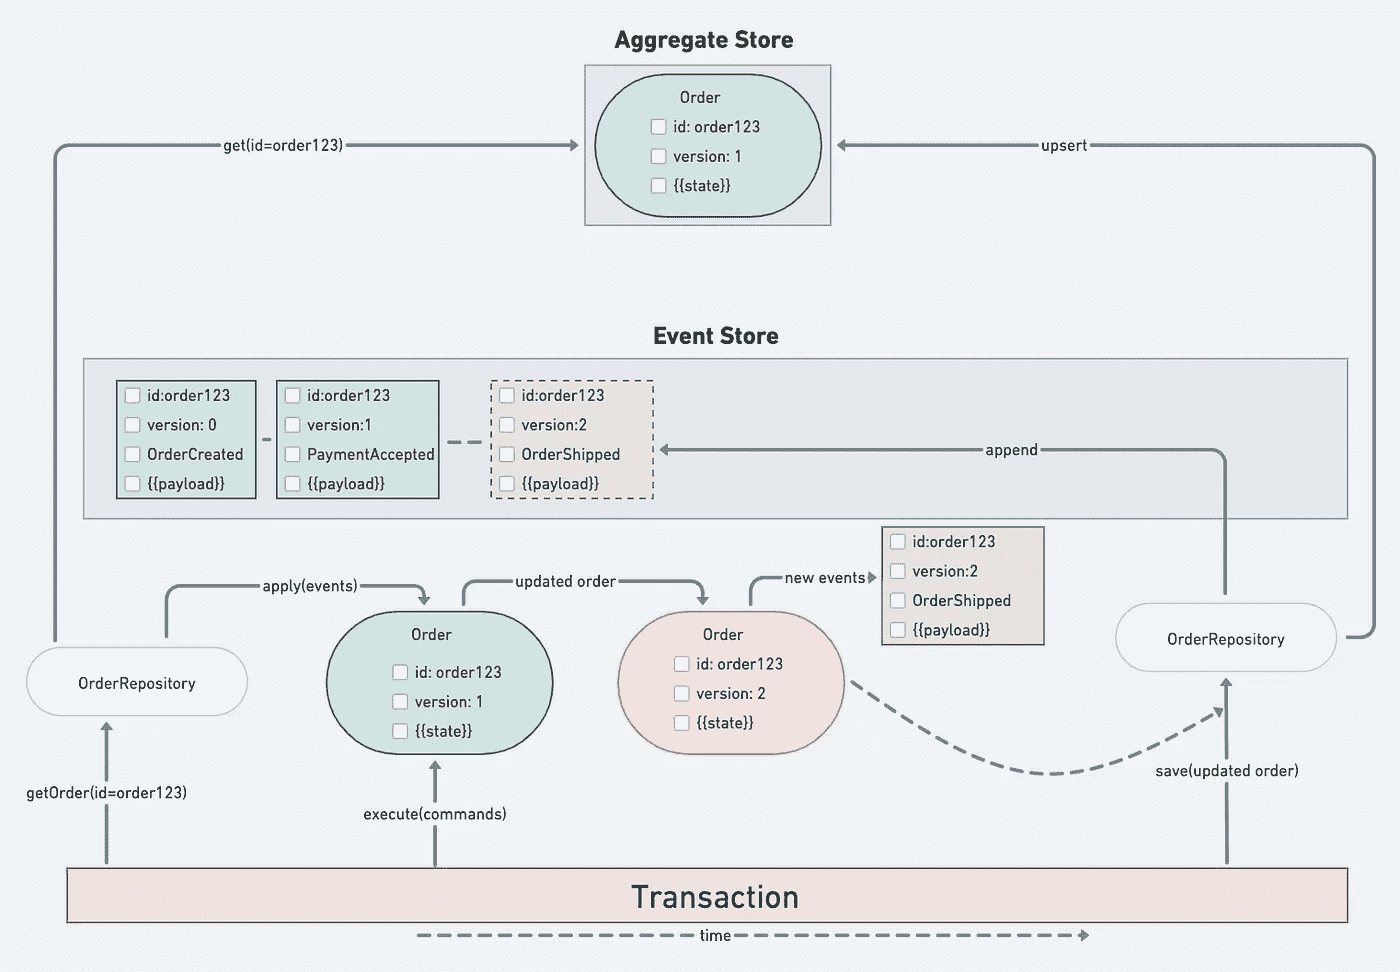 Aggregate Store
Order
id: order123
version: 1
{{state}}
get(id=order123)
upsert
Event Store
id:order123
version: 0
OrderCreated
{{payload}}
id:order123
version:1
PaymentAccepted
{{payload}}
id:order123
version:2
OrderShipped
{{payload}}
append
id:order123
version:2
OrderShipped
{{payload}}
apply(events)
updated order
new events
OrderRepository
Order
id: order123
version: 1
{{state}}
Order
id: order123
version: 2
{{state}}
OrderRepository
getOrder(id=order123)
execute(commands)
save(updated order)
Transaction
time